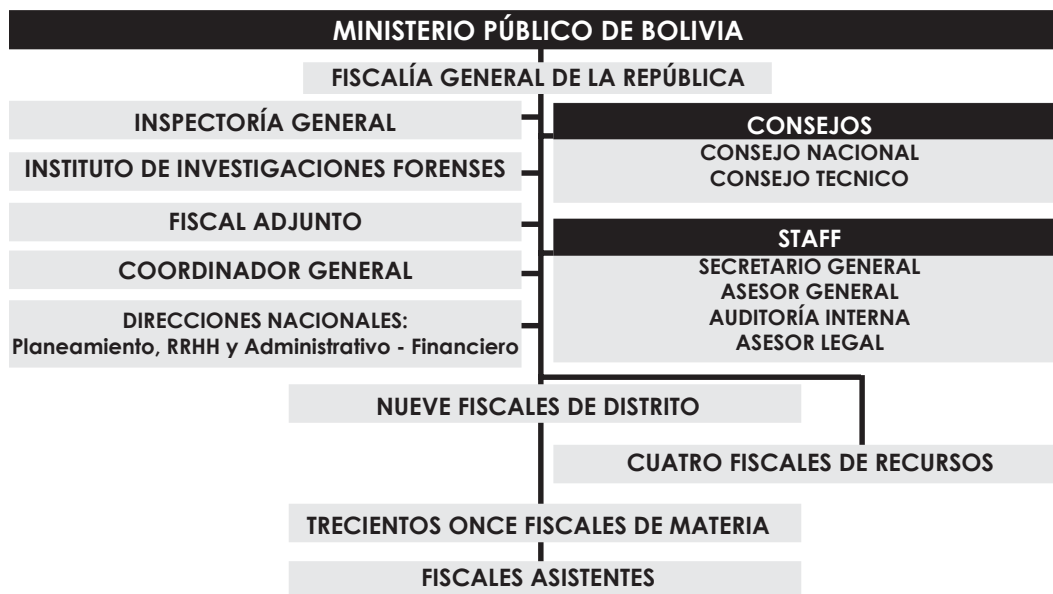 MINISTERIO PÚBLICO DE BOLIVIA
FISCALÍA GENERAL DE LA REPÚBLICA
INSPECTORÍA GENERAL
INSTITUTO DE INVESTIGACIONES FORENSES
FISCAL ADJUNTO
COORDINADOR GENERAL
DIRECCIONES NACIONALES:
Planeamiento, RRHH y Administrativo - Financiero
CONSEJOS
CONSEJO NACIONAL
CONSEJO TECNICO
STAFF
SECRETARIO GENERAL
ASESOR GENERAL
AUDITORÍA INTERNA
ASESOR LEGAL
NUEVE FISCALES DE DISTRITO
CUATRO FISCALES DE RECURSOS
TRECIENTOS ONCE FISCALES DE MATERIA
FISCALES ASISTENTES